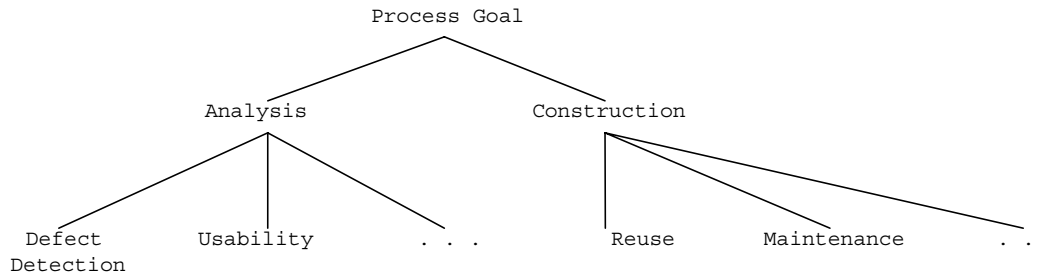 Process Goal
Analysis Construction
Defect Usability . . . Reuse Maintenance . .
Detection